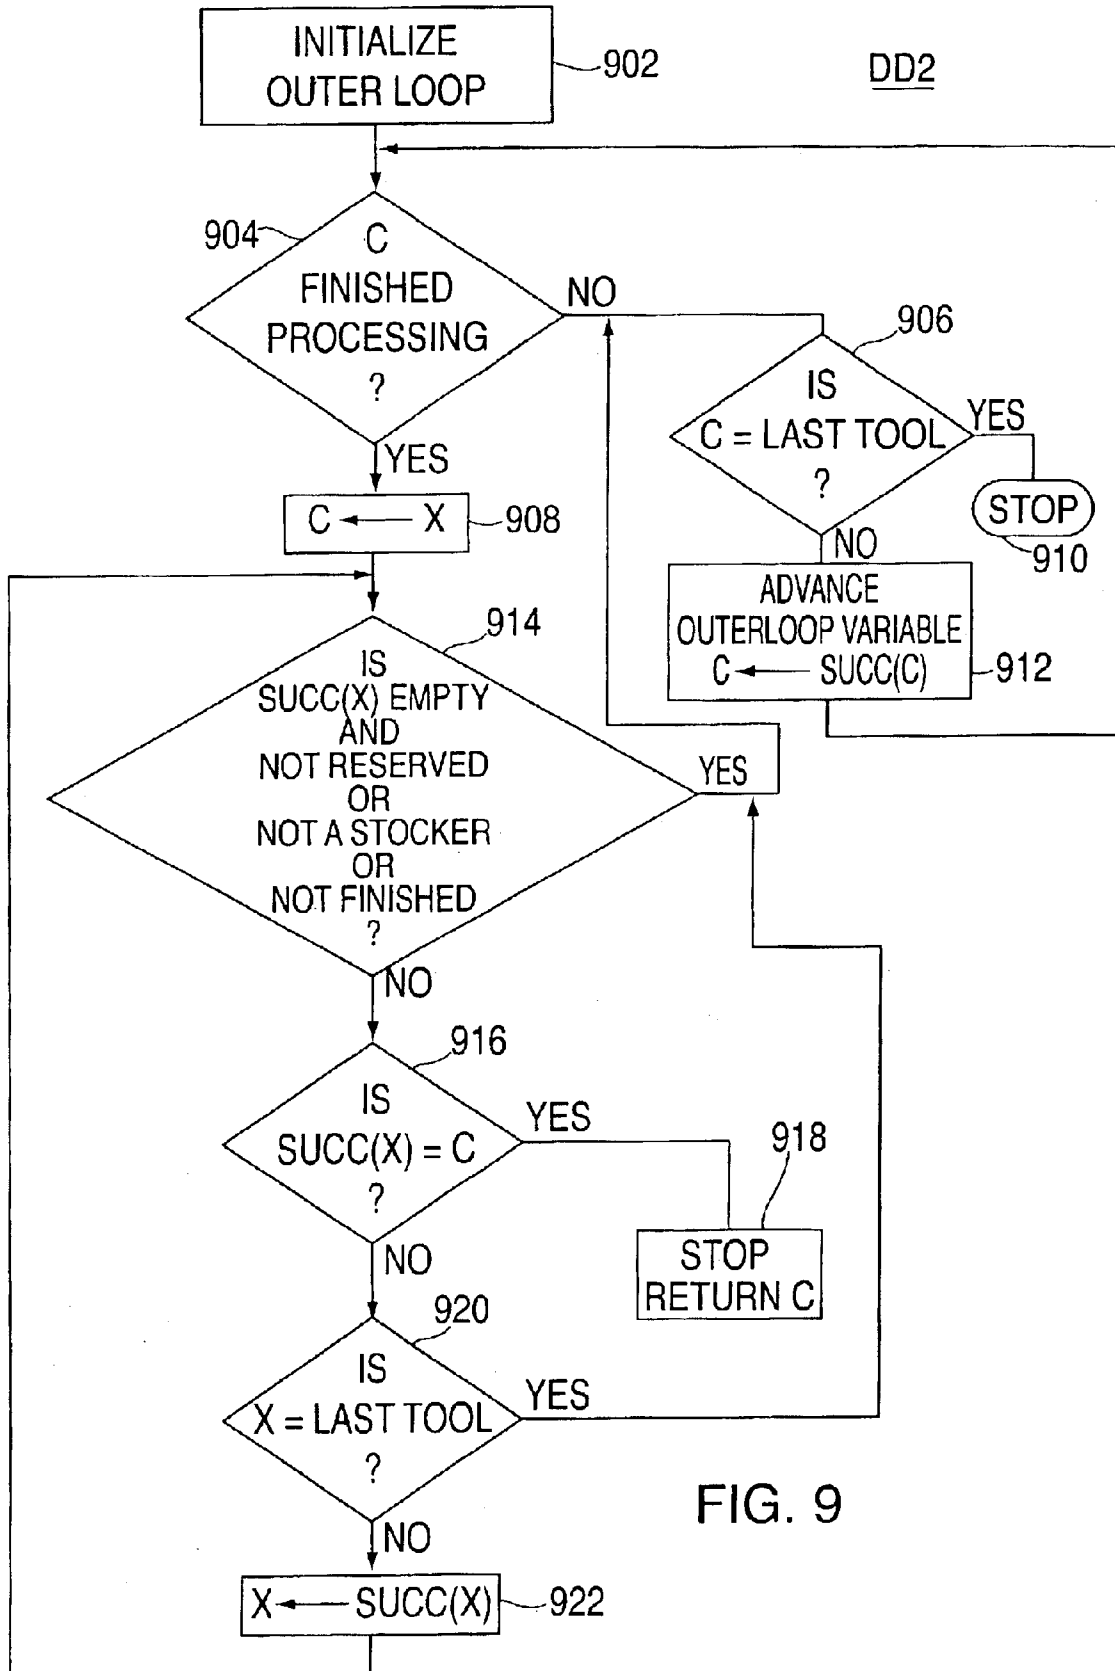 INITIALIZE
OUTER LOOP
902
DD2
904
C
FINISHED
PROCESSING
?
NO
YES
906
IS
C = LAST TOOL
?
YES
STOP
910
NO
C ← X
908
ADVANCE
OUTERLOOP VARIABLE
C ← SUCC(C)
912
914
IS
SUCC(X) EMPTY
AND
NOT RESERVED
OR
NOT A STOCKER
OR
NOT FINISHED
?
YES
NO
916
IS
SUCC(X) = C
?
YES
918
STOP
RETURN C
NO
920
IS
X = LAST TOOL
?
YES
NO
X ← SUCC(X)
922
FIG. 9